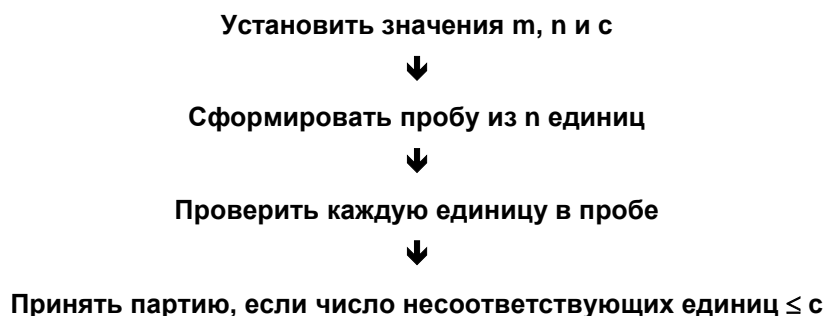 Установить значения m, n и c
Сформировать пробу из n единиц
Проверить каждую единицу в пробе
Принять партию, если число несоответствующих единиц ≤ c